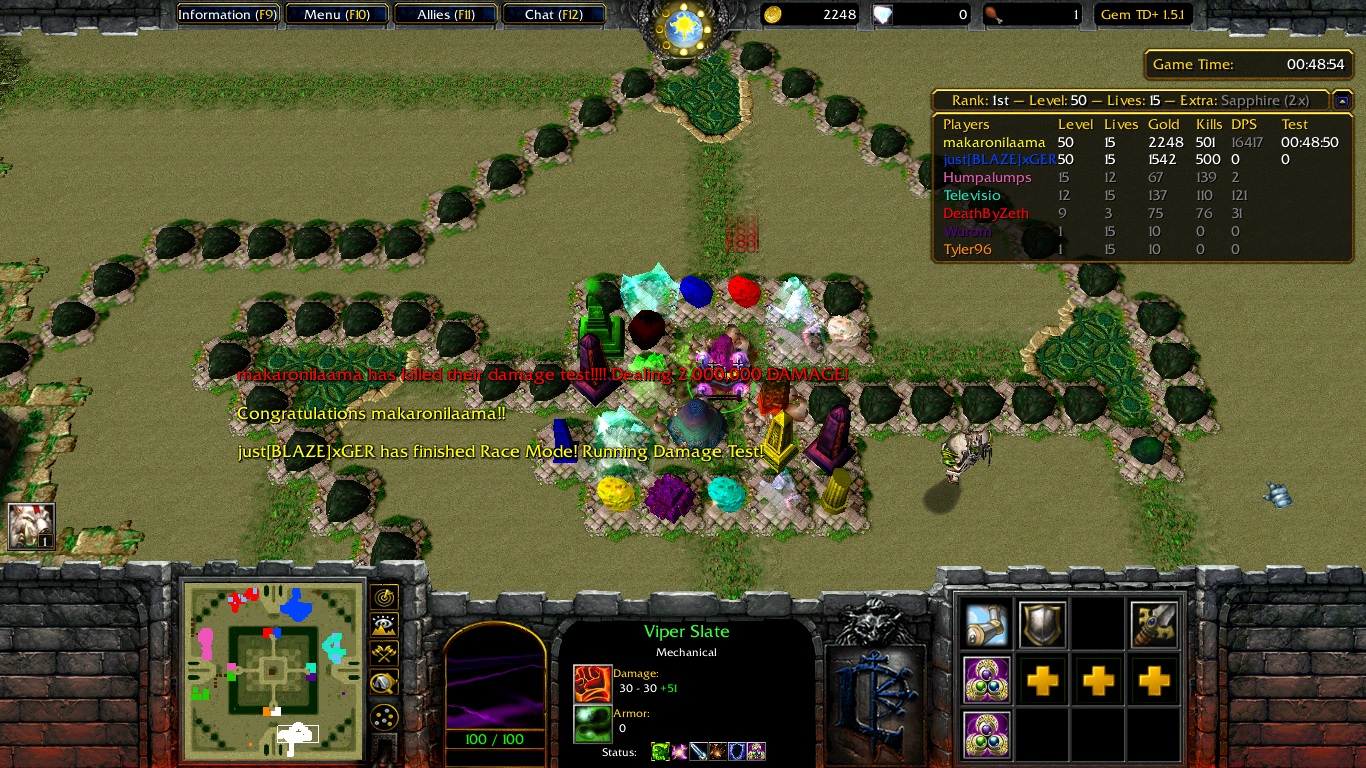 Information (F9) Menu (F10) Allies (F11) Chat (F12) 2248 0 1 Gem TD+ 1.5.1
Game Time: 00:48:54
Rank: 1st — Level: 50 — Lives: 15 — Extra: Sapphire (2x)
Players Level Lives Gold Kills DPS Test
makaronilaama 50 15 2248 501 16417 00:48:50
just[BLAZE]xGER 50 15 1542 500 0 0
Humpalumps 15 12 67 139 2
Televisio 12 15 137 110 121
DeathByZeth 9 3 75 76 31
1 15 10 0 0
Tyler96 1 15 10 0 0
makaronilaama has killed their damage test!!!! Dealing 2.000.000 DAMAGE!
Congratulations makaronilaama!!
just[BLAZE]xGER has finished Race Mode! Running Damage Test!
1
Viper Slate
Mechanical
Damage:
30 - 30 +51
Armor:
0
100 / 100
Status: